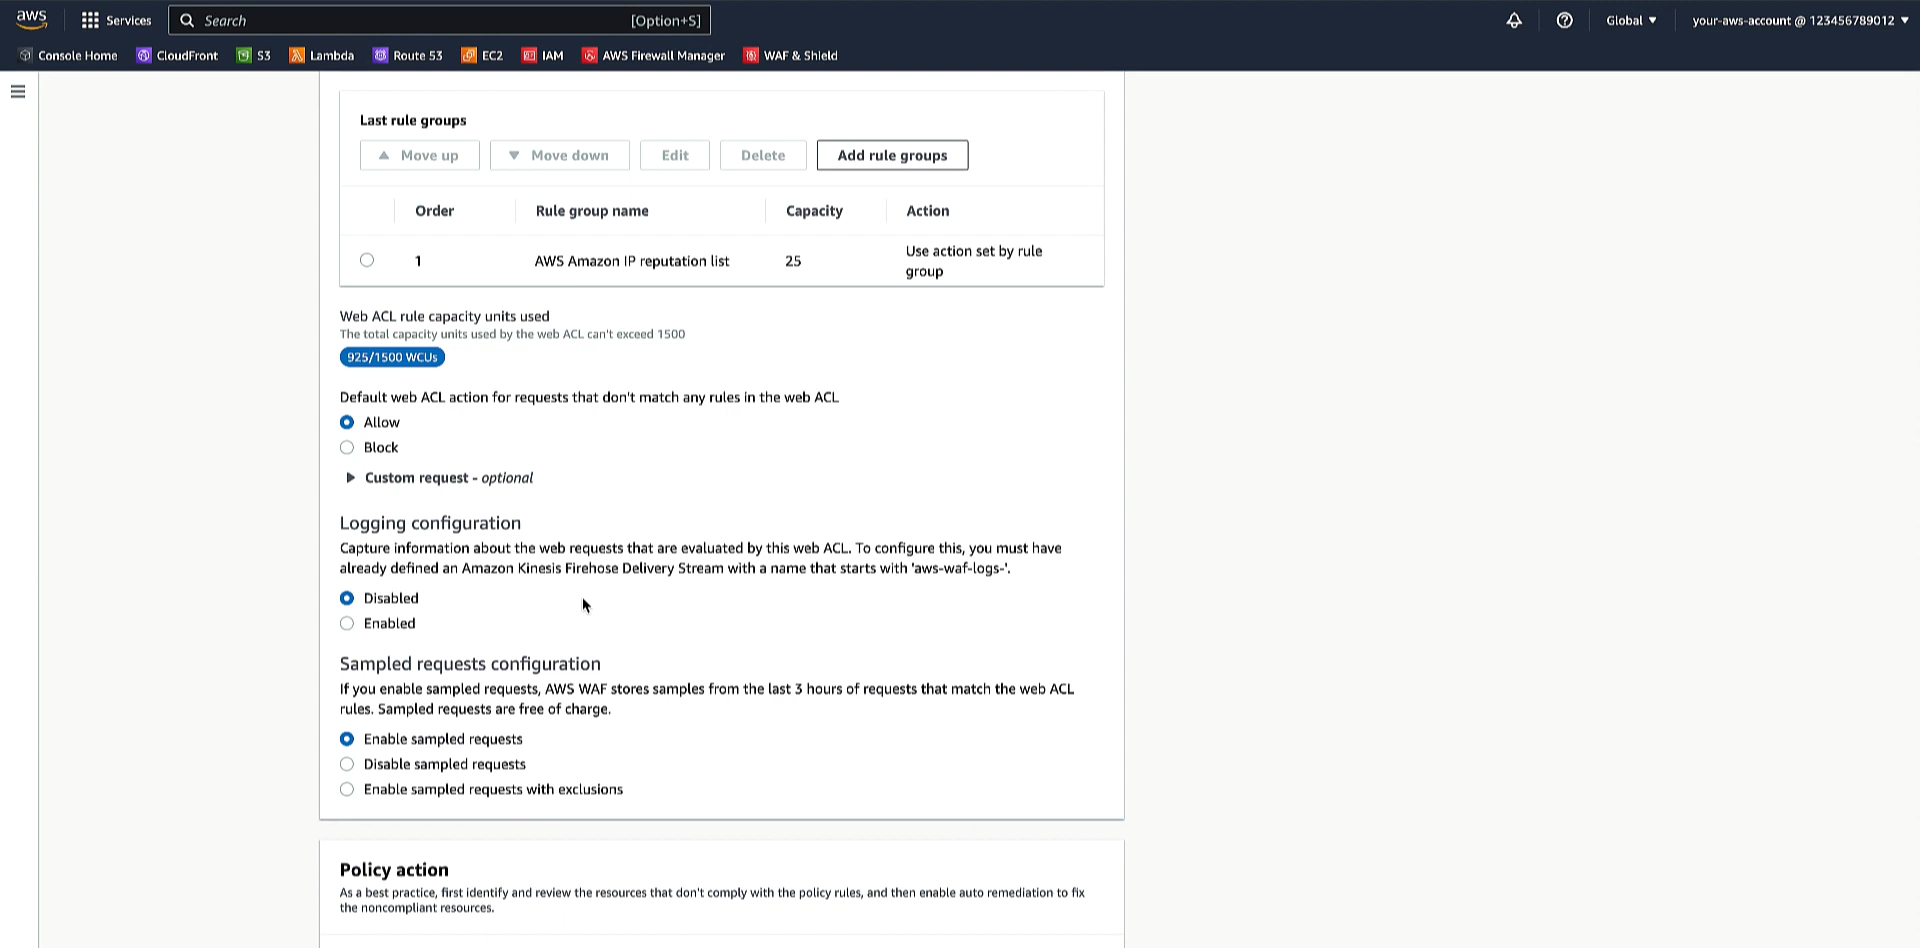 aws
Services
Search
[Option+S]
Global
your-aws-account @ 123456789012
Console Home
CloudFront
S3
Lambda
Route 53
EC2
IAM
AWS Firewall Manager
WAF & Shield
Last rule groups
Move up
Move down
Edit
Delete
Add rule groups
Order
Rule group name
Capacity
Action
1
AWS Amazon IP reputation list
25
Use action set by rule
group
Web ACL rule capacity units used
The total capacity units used by the web ACL can't exceed 1500
925/1500 WCUs
Default web ACL action for requests that don't match any rules in the web ACL
Allow
Block
Custom request - optional
Logging configuration
Capture information about the web requests that are evaluated by this web ACL. To configure this, you must have
already defined an Amazon Kinesis Firehose Delivery Stream with a name that starts with 'aws-waf-logs-'.
Disabled
Enabled
Sampled requests configuration
If you enable sampled requests, AWS WAF stores samples from the last 3 hours of requests that match the web ACL
rules. Sampled requests are free of charge.
Enable sampled requests
Disable sampled requests
Enable sampled requests with exclusions
Policy action
As a best practice, first identify and review the resources that don't comply with the policy rules, and then enable auto remediation to fix
the noncompliant resources.